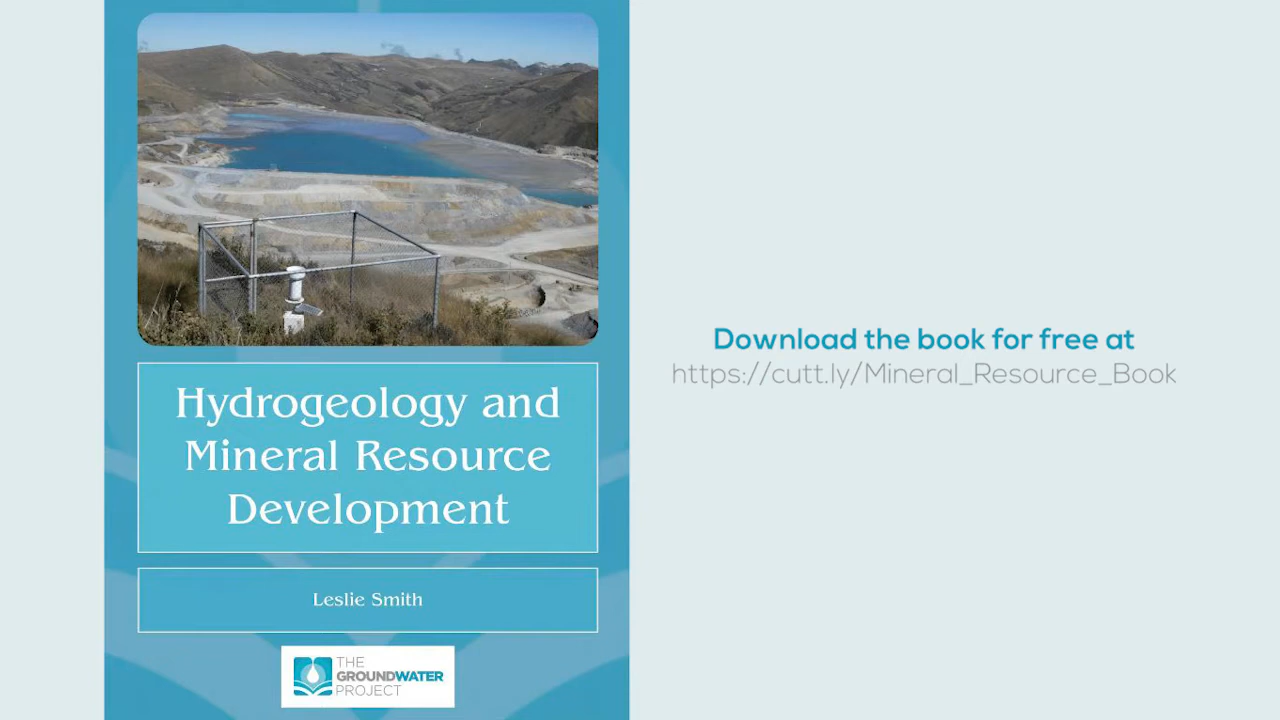 Hydrogeology and
Mineral Resource
Development
Leslie Smith
THE
GROUNDWATER
PROJECT
Download the book for free at
https://cutt.ly/Mineral_Resource_Book